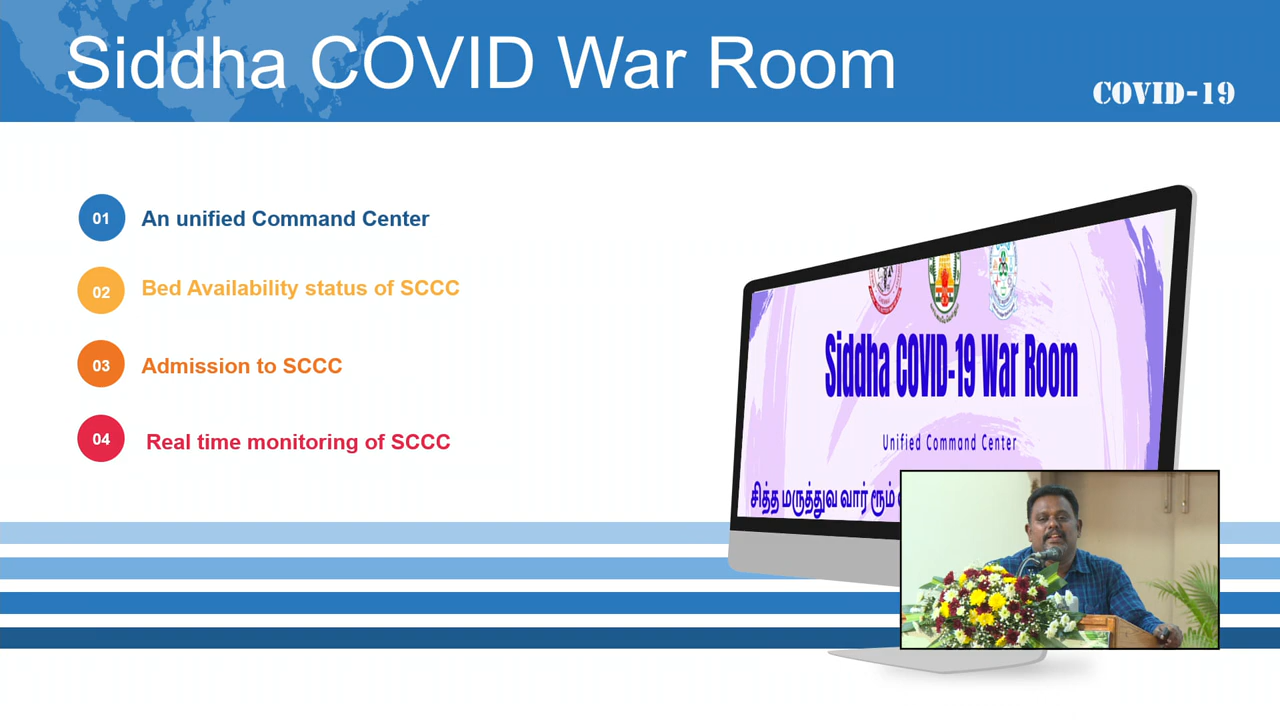 Siddha COVID War Room
COVID-19
01 An unified Command Center
02 Bed Availability status of SCCC
03 Admission to SCCC
04 Real time monitoring of SCCC
Siddha COVID-19 War Room
Unified Command Center
சித்த மருத்துவ வார் ரூம்